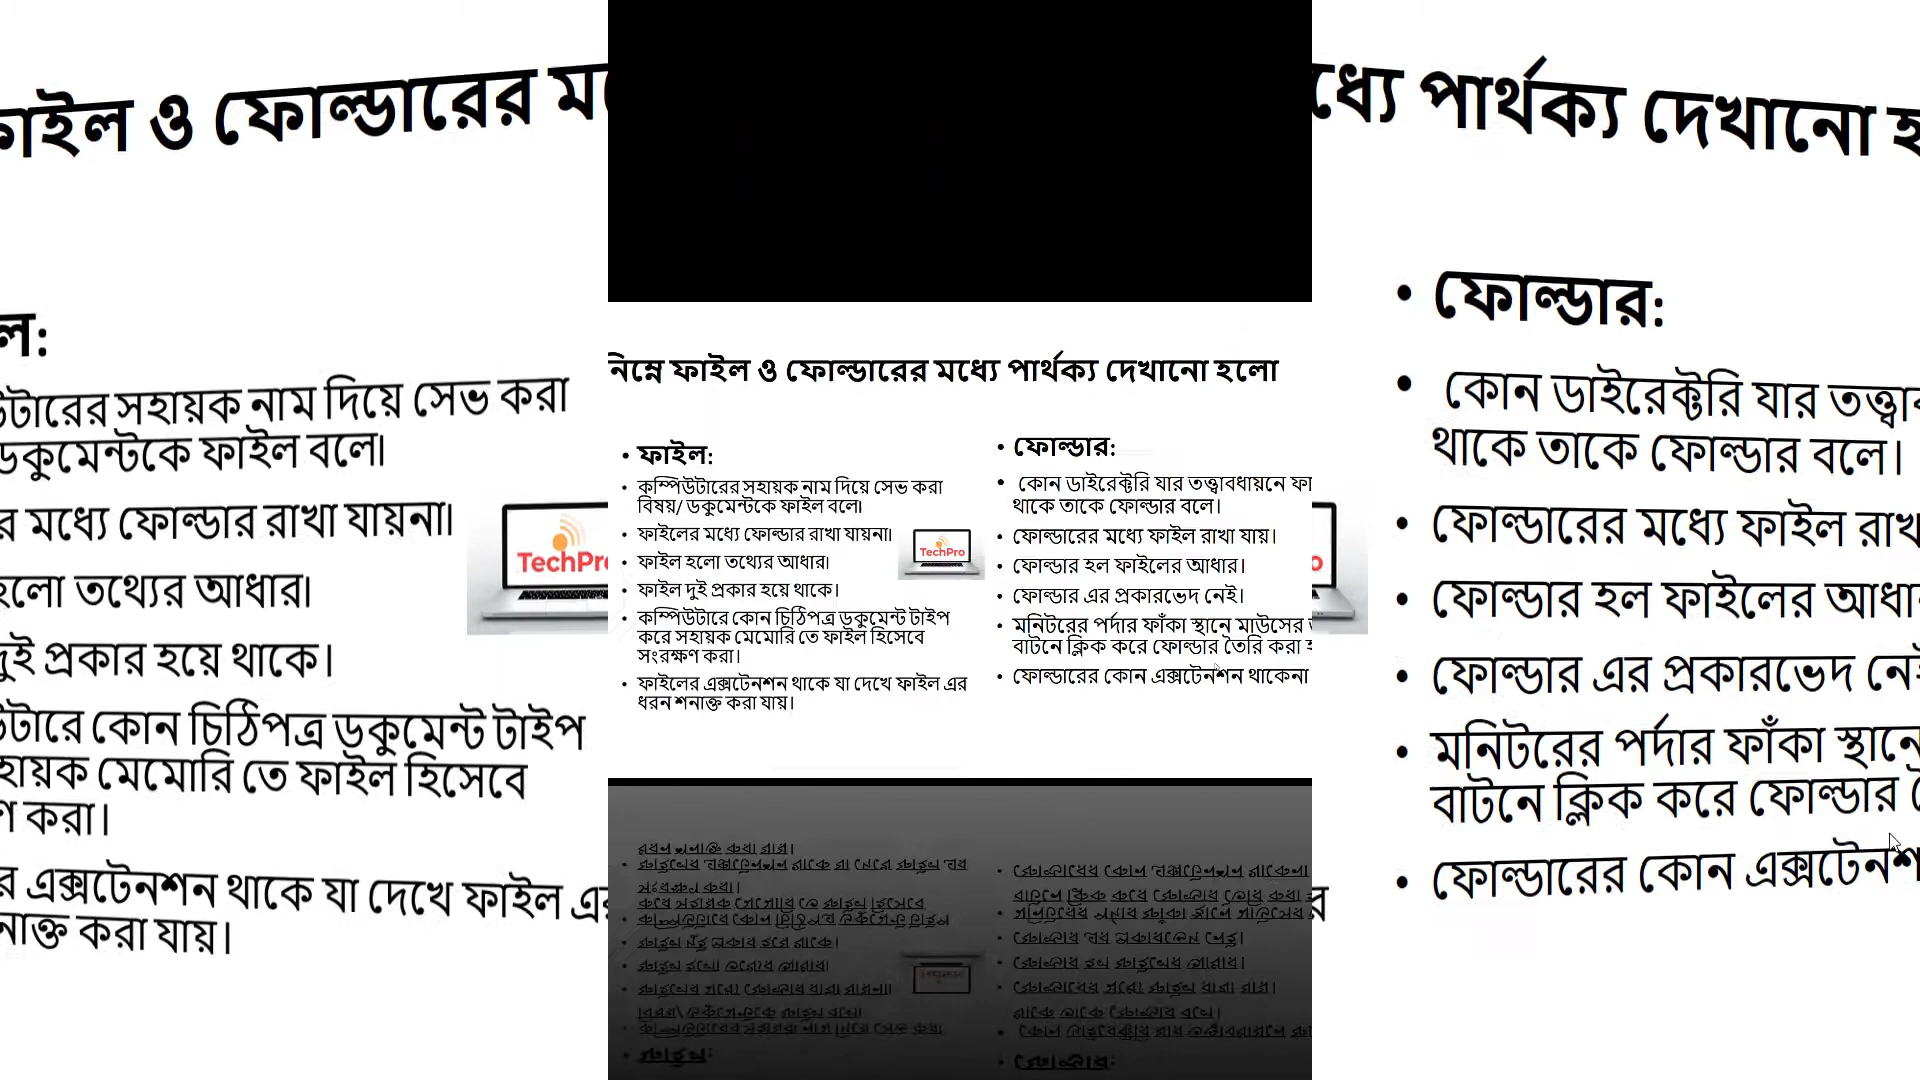 নিম্নে ফাইল ও ফোল্ডারের মধ্যে পার্থক্য দেখানো হলো
• ফাইল:
• কম্পিউটারের সহায়ক নাম দিয়ে সেভ করা
বিষয়/ ডকুমেন্টকে ফাইল বলে।
• ফাইলের মধ্যে ফোল্ডার রাখা যায়না।
• ফাইল হলো তথ্যের আধার।
• ফাইল দুই প্রকার হয়ে থাকে।
• কম্পিউটারে কোন চিঠিপত্র ডকুমেন্ট টাইপ
করে সহায়ক মেমোরি তে ফাইল হিসেবে
সংরক্ষণ করা।
• ফাইলের এক্সটেনশন থাকে যা দেখে ফাইল এর
ধরন শনাক্ত করা যায়।
TechPro
• ফোল্ডার:
• কোন ডাইরেক্টরি যার তত্ত্বাবধায়নে
থাকে তাকে ফোল্ডার বলে।
• ফোল্ডারের মধ্যে ফাইল রাখা যায়।
• ফোল্ডার হল ফাইলের আধার।
• ফোল্ডার এর প্রকারভেদ নেই।
• মনিটরের পর্দার ফাঁকা স্থানে মাউসের
বাটনে ক্লিক করে ফোল্ডার তৈরি করা
• ফোল্ডারের কোন এক্সটেনশন থাকেনা